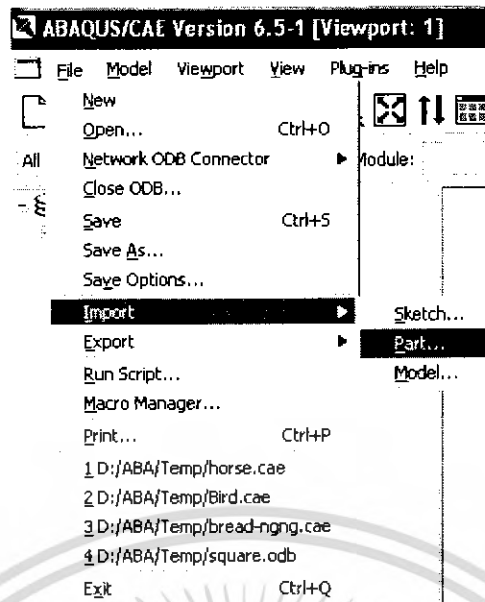 ABAQUS/CAE Version 6.5-1 [Viewport: 1]
File Model Viewport View Plug-ins Help
New
Open... Ctrl+O
All Network ODB Connector Module:
Close ODB...
Save Ctrl+S
Save As...
Save Options...
Import Sketch...
Export Part...
Run Script... Model...
Macro Manager...
Print... Ctrl+P
1 D:/ABA/Temp/horse.cae
2 D:/ABA/Temp/Bird.cae
3 D:/ABA/Temp/bread-ngng.cae
4 D:/ABA/Temp/square.odb
Exit Ctrl+Q